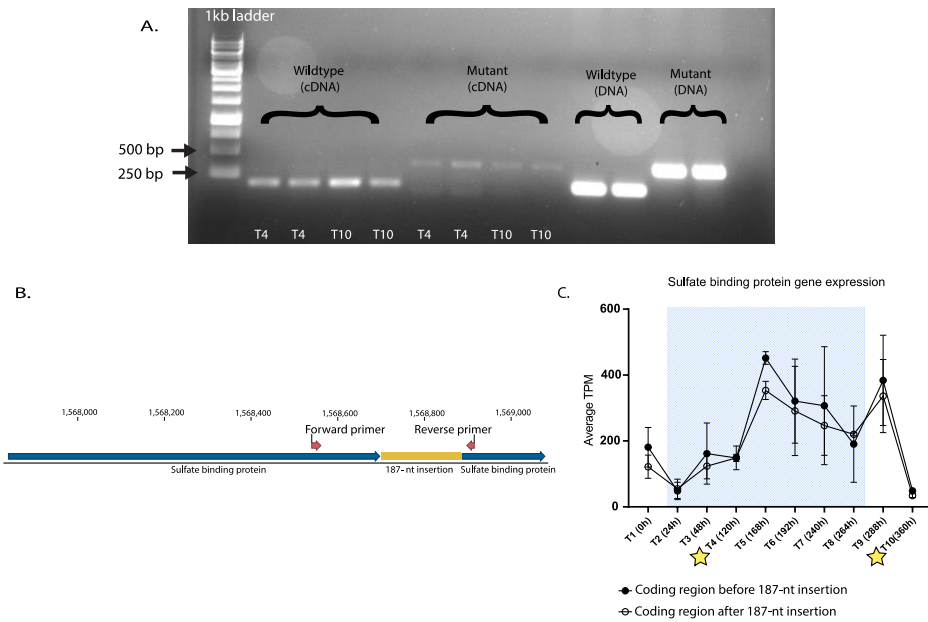 A.
1kb ladder
Wildtype
(cDNA)
Mutant
(cDNA)
Wildtype
(DNA)
Mutant
(DNA)
500 bp
250 bp
T4 T4 T10 T10 T4 T4 T10 T10
B.
1,568,000 1,568,200 1,568,400 1,568,600 1,568,800 1,569,000
Forward primer Reverse primer
Sulfate binding protein 187-nt insertion Sulfate binding protein
C.
Sulfate binding protein gene expression
Average TPM
600
400
200
0
T1 (0h)
T2 (24h)
T3 (48h)
T4 (120h)
T5 (168h)
T6 (192h)
T7 (240h)
T8 (264h)
T9 (288h)
T10(360h)
Coding region before 187-nt insertion
Coding region after 187-nt insertion